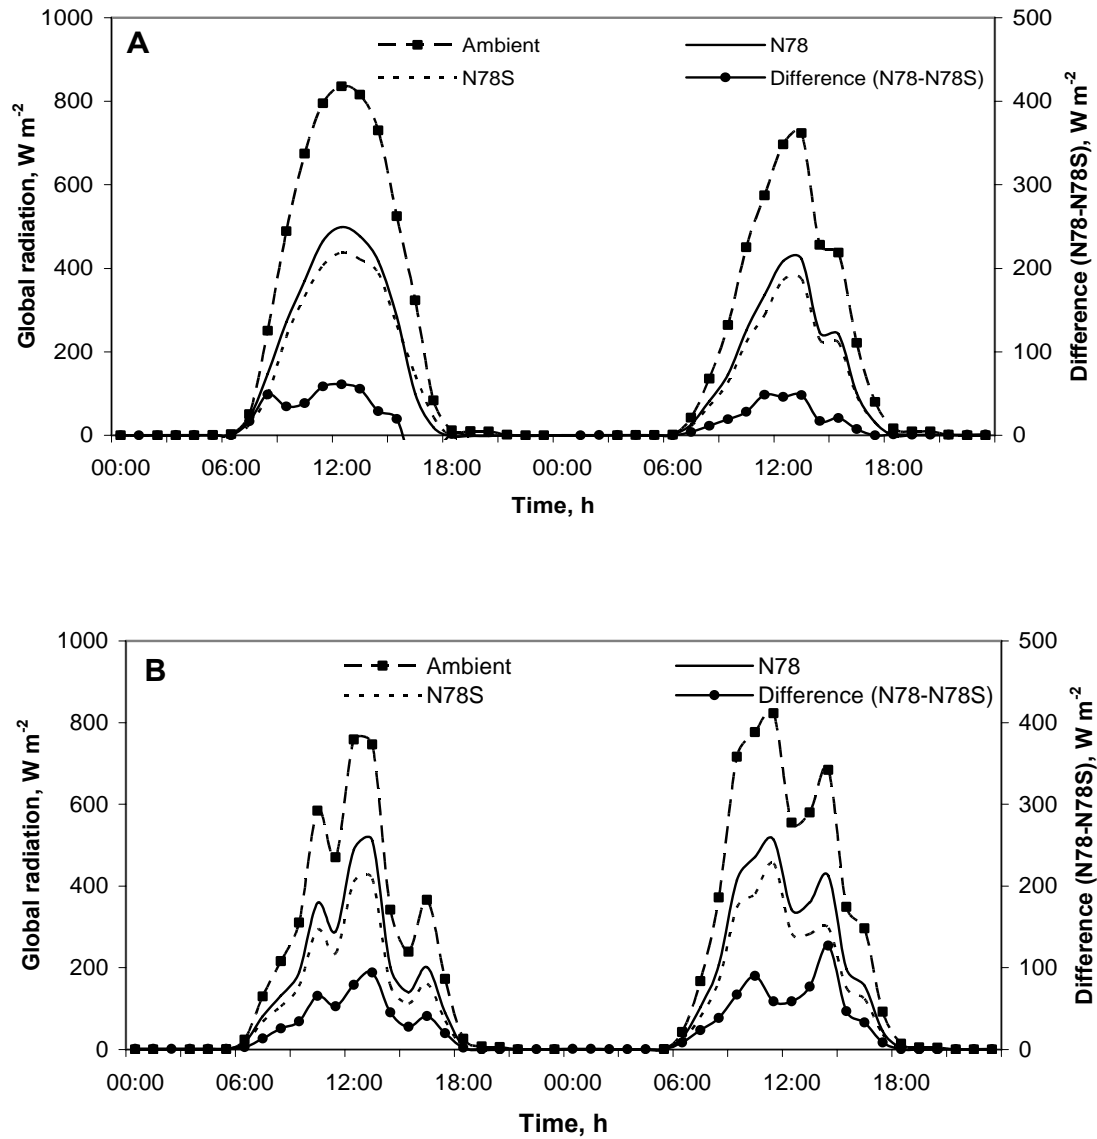 A
Ambient
N78
N78S
Difference (N78-N78S)
Global radiation, W m-2
1000
800
600
400
200
0
500
400
300
200
100
0
Difference (N78-N78S), W m-2
00:00 06:00 12:00 18:00 00:00 06:00 12:00 18:00
Time, h
B
Ambient
N78
N78S
Difference (N78-N78S)
Global radiation, W m-2
1000
800
600
400
200
0
500
400
300
200
100
0
Difference (N78-N78S), W m-2
00:00 06:00 12:00 18:00 00:00 06:00 12:00 18:00
Time, h